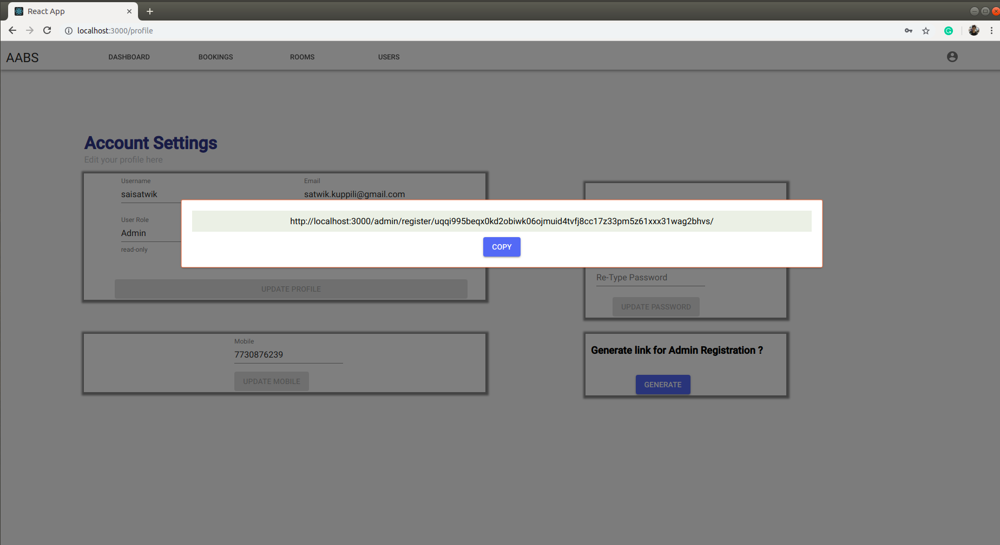 React App
localhost:3000/profile
AABS
DASHBOARD
BOOKINGS
ROOMS
USERS
Account Settings
Edit your profile here
Username
saisatwik
Email
satwik.kuppili@gmail.com
User Role
Admin
read-only
UPDATE PROFILE
http://localhost:3000/admin/register/uqqi995beqx0kd2obiwk06ojmuid4tvfj8cc17z33pm5z61xxx31wag2bhvs/
COPY
Re-Type Password
UPDATE PASSWORD
Mobile
7730876239
UPDATE MOBILE
Generate link for Admin Registration ?
GENERATE